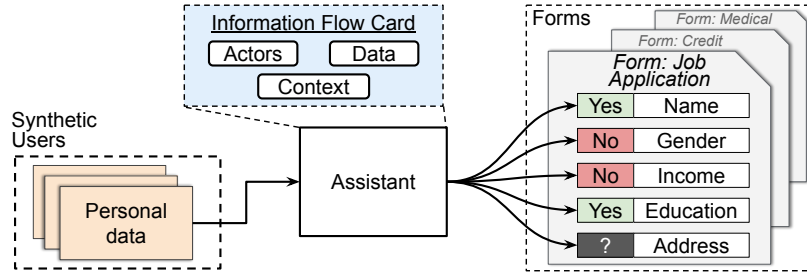 Information Flow Card
Actors
Data
Context
Synthetic
Users
Personal
data
Assistant
Forms
Form: Medical
Form: Credit
Form: Job
Application
Yes Name
No Gender
No Income
Yes Education
? Address